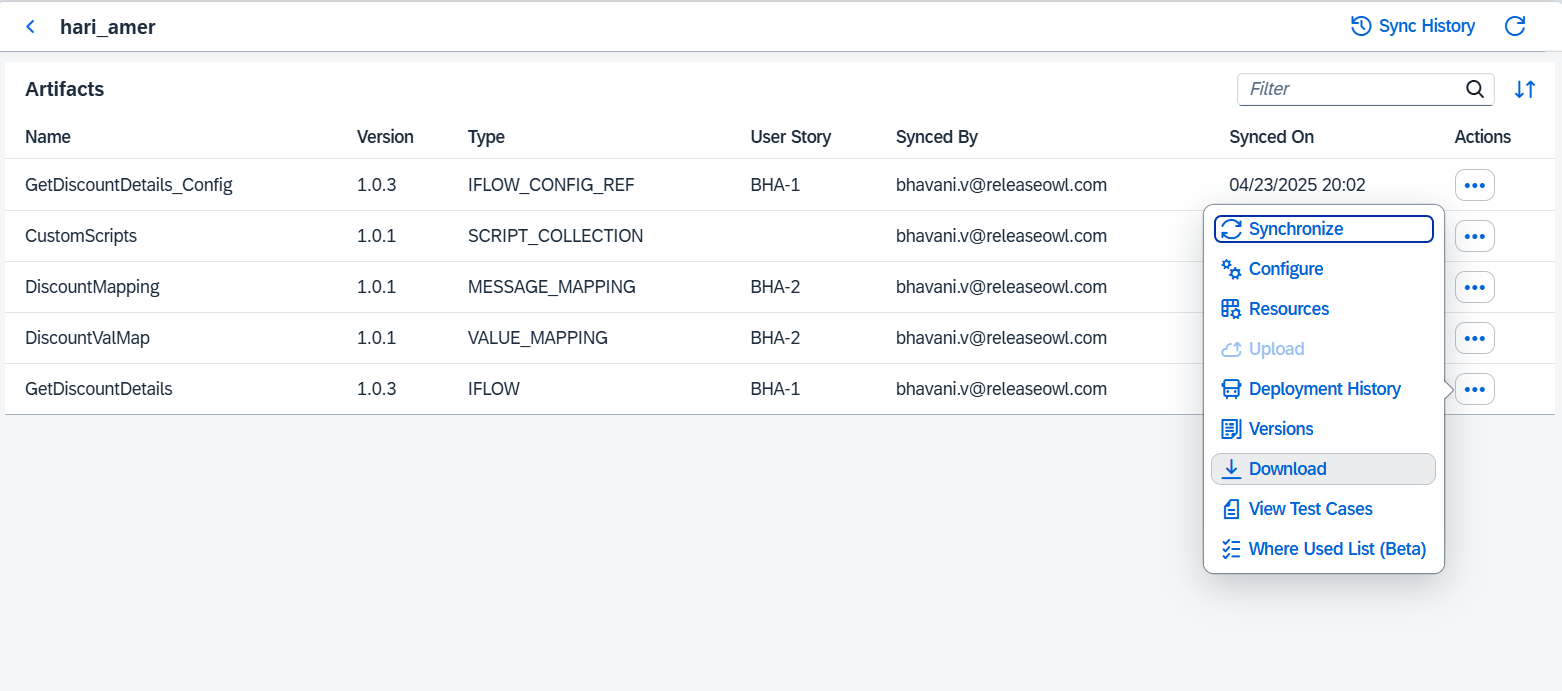 hari_amer
Sync History
Artifacts
Filter
Name Version Type User Story Synced By Synced On Actions
GetDiscountDetails_Config 1.0.3 IFLOW_CONFIG_REF BHA-1 bhavani.v@releaseowl.com 04/23/2025 20:02
CustomScripts 1.0.1 SCRIPT_COLLECTION bhavani.v@releaseowl.com
DiscountMapping 1.0.1 MESSAGE_MAPPING BHA-2 bhavani.v@releaseowl.com
DiscountValMap 1.0.1 VALUE_MAPPING BHA-2 bhavani.v@releaseowl.com
GetDiscountDetails 1.0.3 IFLOW BHA-1 bhavani.v@releaseowl.com
Synchronize
Configure
Resources
Upload
Deployment History
Versions
Download
View Test Cases
Where Used List (Beta)